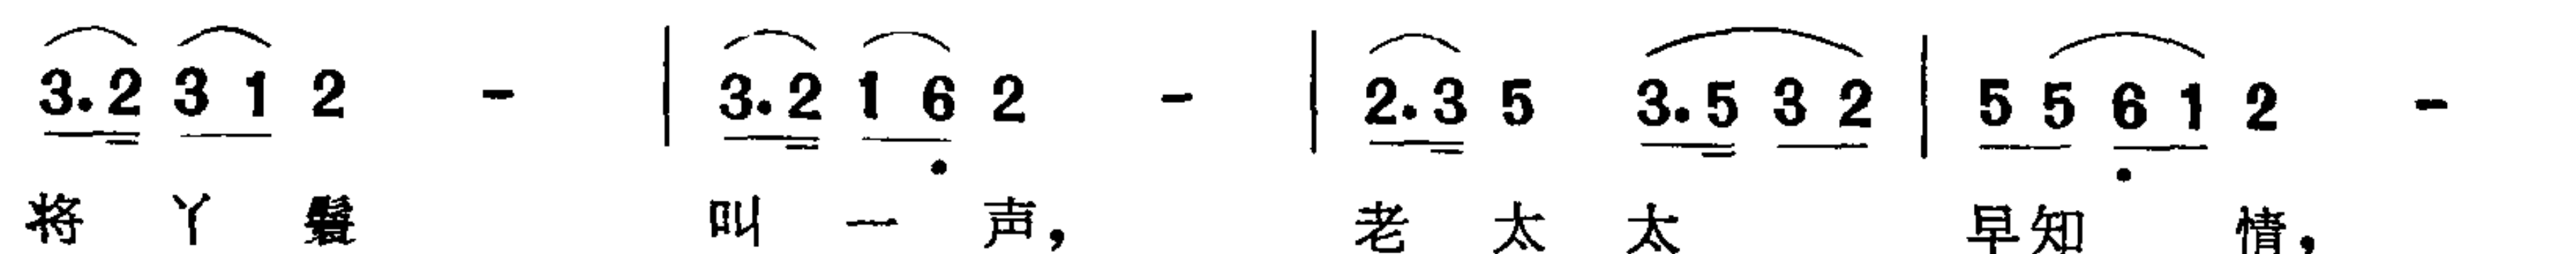 3.2 3 1 2 - | 3.2 1 6̣ 2 - | 2.3 5 3.5 3 2 | 5 5 6̣ 1 2 -
将 丫 鬟 叫 一 声, 老 太 太 早知 情,